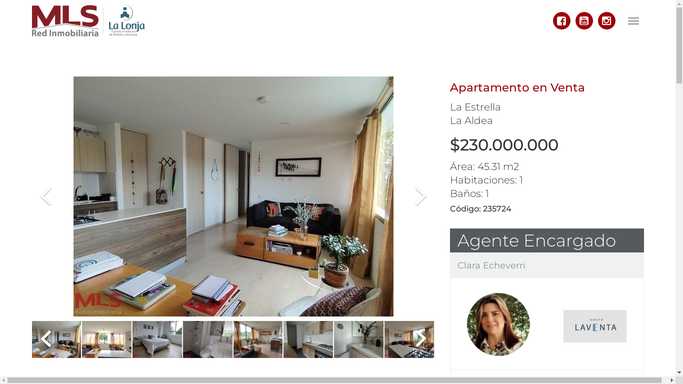 MLS
Red Inmobiliaria
La Lonja
Apartamento en Venta
La Estrella
La Aldea
$230.000.000
Área: 45.31 m2
Habitaciones: 1
Baños: 1
Código: 235724
Agente Encargado
Clara Echeverri
MLS
LAVENTA